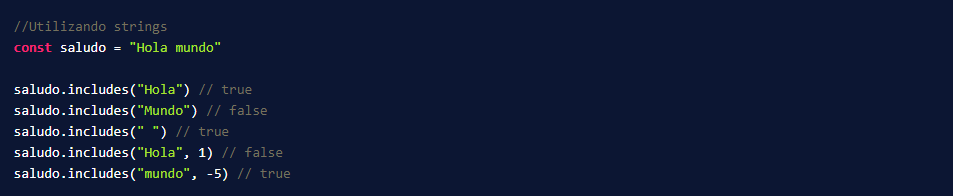 //Utilizando strings
const saludo = "Hola mundo"
saludo.includes("Hola") // true
saludo.includes("Mundo") // false
saludo.includes(" ") // true
saludo.includes("Hola", 1) // false
saludo.includes("mundo", -5) // true